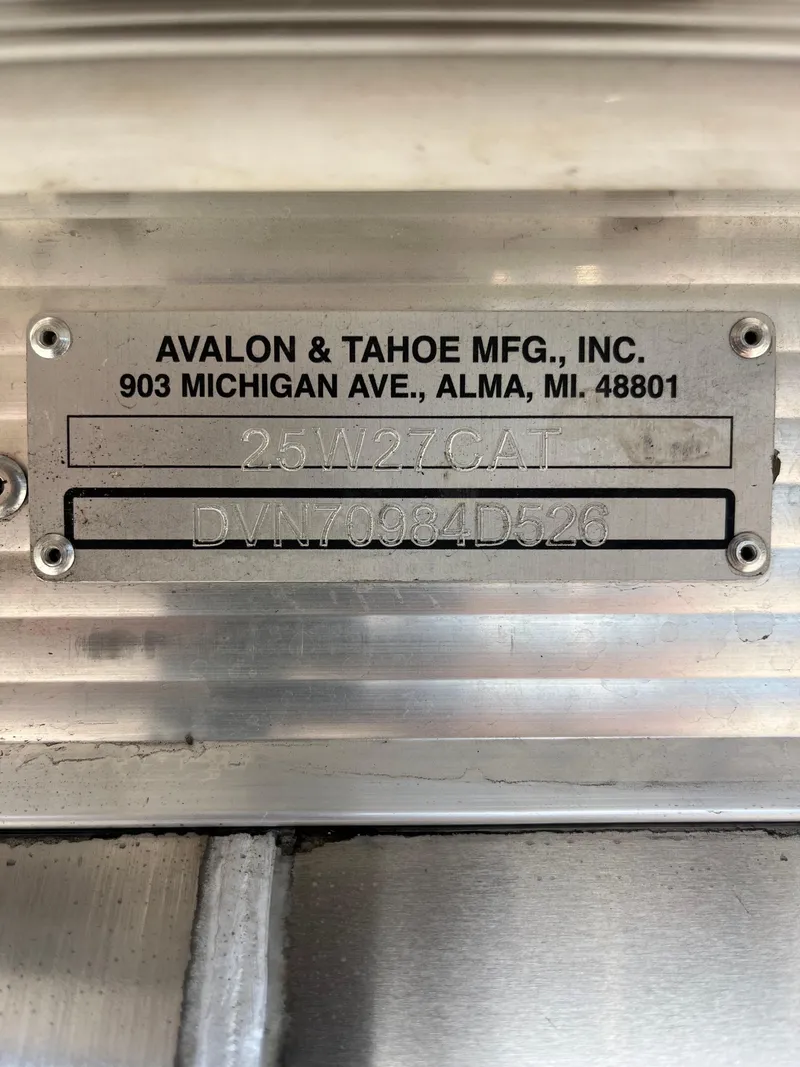 AVALON & TAHOE MFG., INC.
903 MICHIGAN AVE., ALMA, MI. 48801
25W27CAT
DVN70984D526